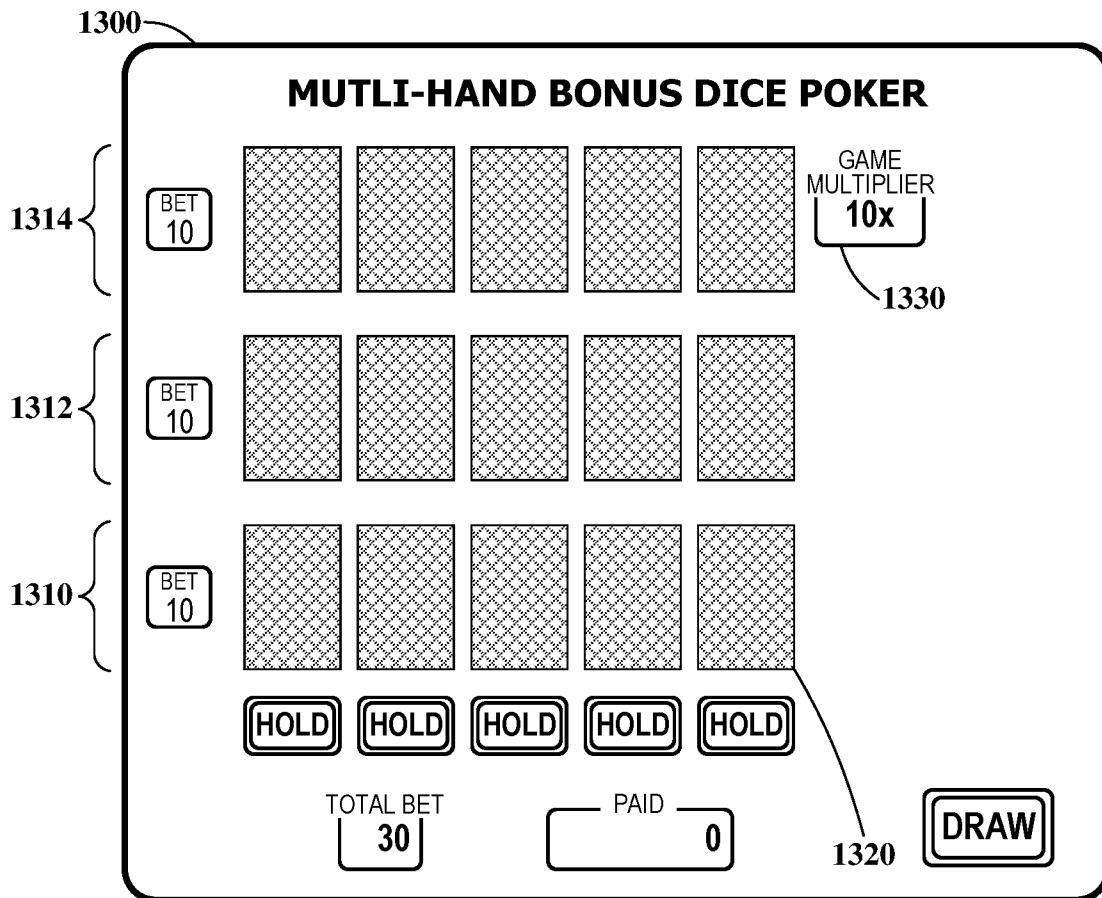 1300
MUTLI-HAND BONUS DICE POKER
1314
BET
10
GAME
MULTIPLIER
10x
1330
1312
BET
10
1310
BET
10
HOLD HOLD HOLD HOLD HOLD
TOTAL BET
30
PAID
0
1320
DRAW